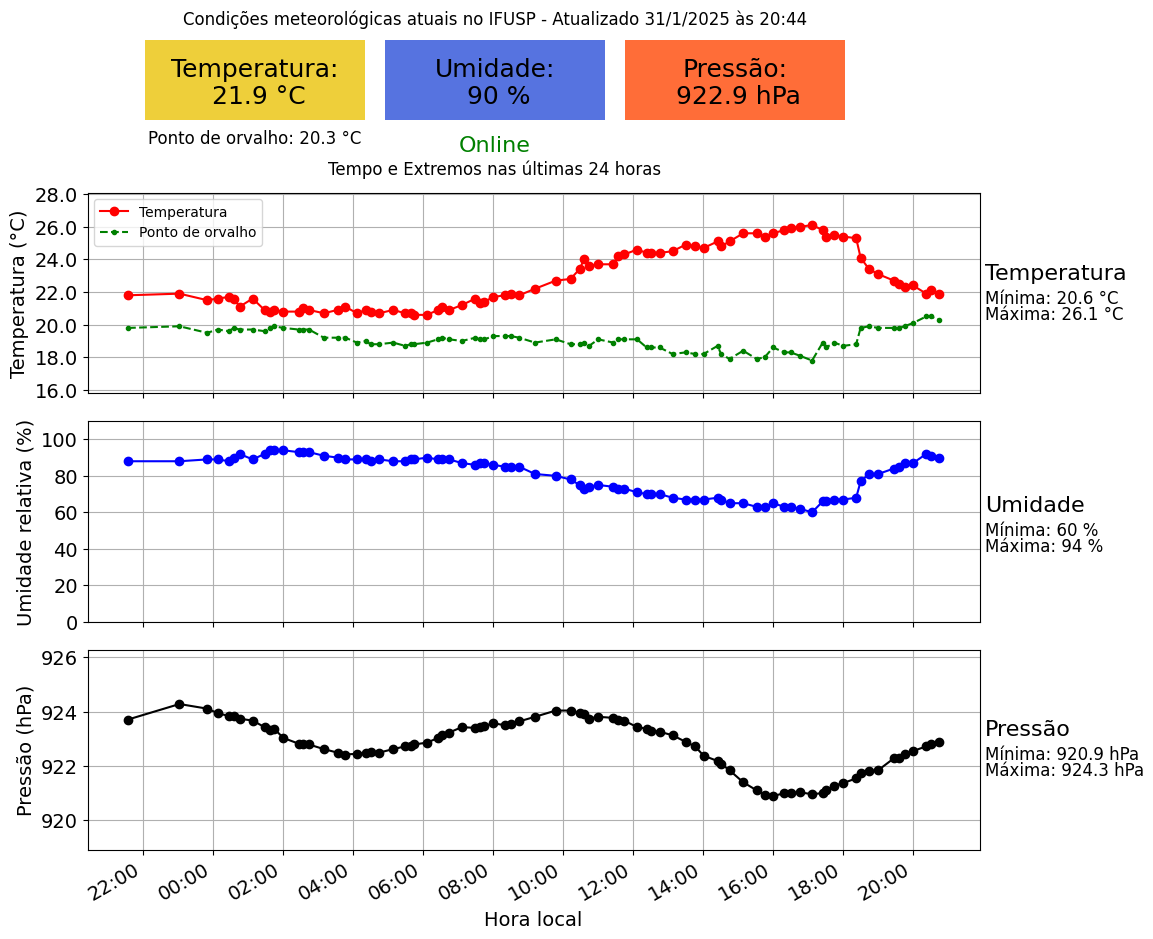 Condições meteorológicas atuais no IFUSP - Atualizado 31/1/2025 às 20:44
Temperatura:
21.9 °C
Umidade:
90 %
Pressão:
922.9 hPa
Ponto de orvalho: 20.3 °C
Online
Tempo e Extremos nas últimas 24 horas
Temperatura (°C)
28.0
26.0
24.0
22.0
20.0
18.0
16.0
Temperatura
Ponto de orvalho
Temperatura
Mínima: 20.6 °C
Máxima: 26.1 °C
Umidade relativa (%)
100
80
60
40
20
0
Umidade
Mínima: 60 %
Máxima: 94 %
Pressão (hPa)
926
924
922
920
Pressão
Mínima: 920.9 hPa
Máxima: 924.3 hPa
22:00
00:00
02:00
04:00
06:00
08:00
10:00
12:00
14:00
16:00
18:00
20:00
Hora local